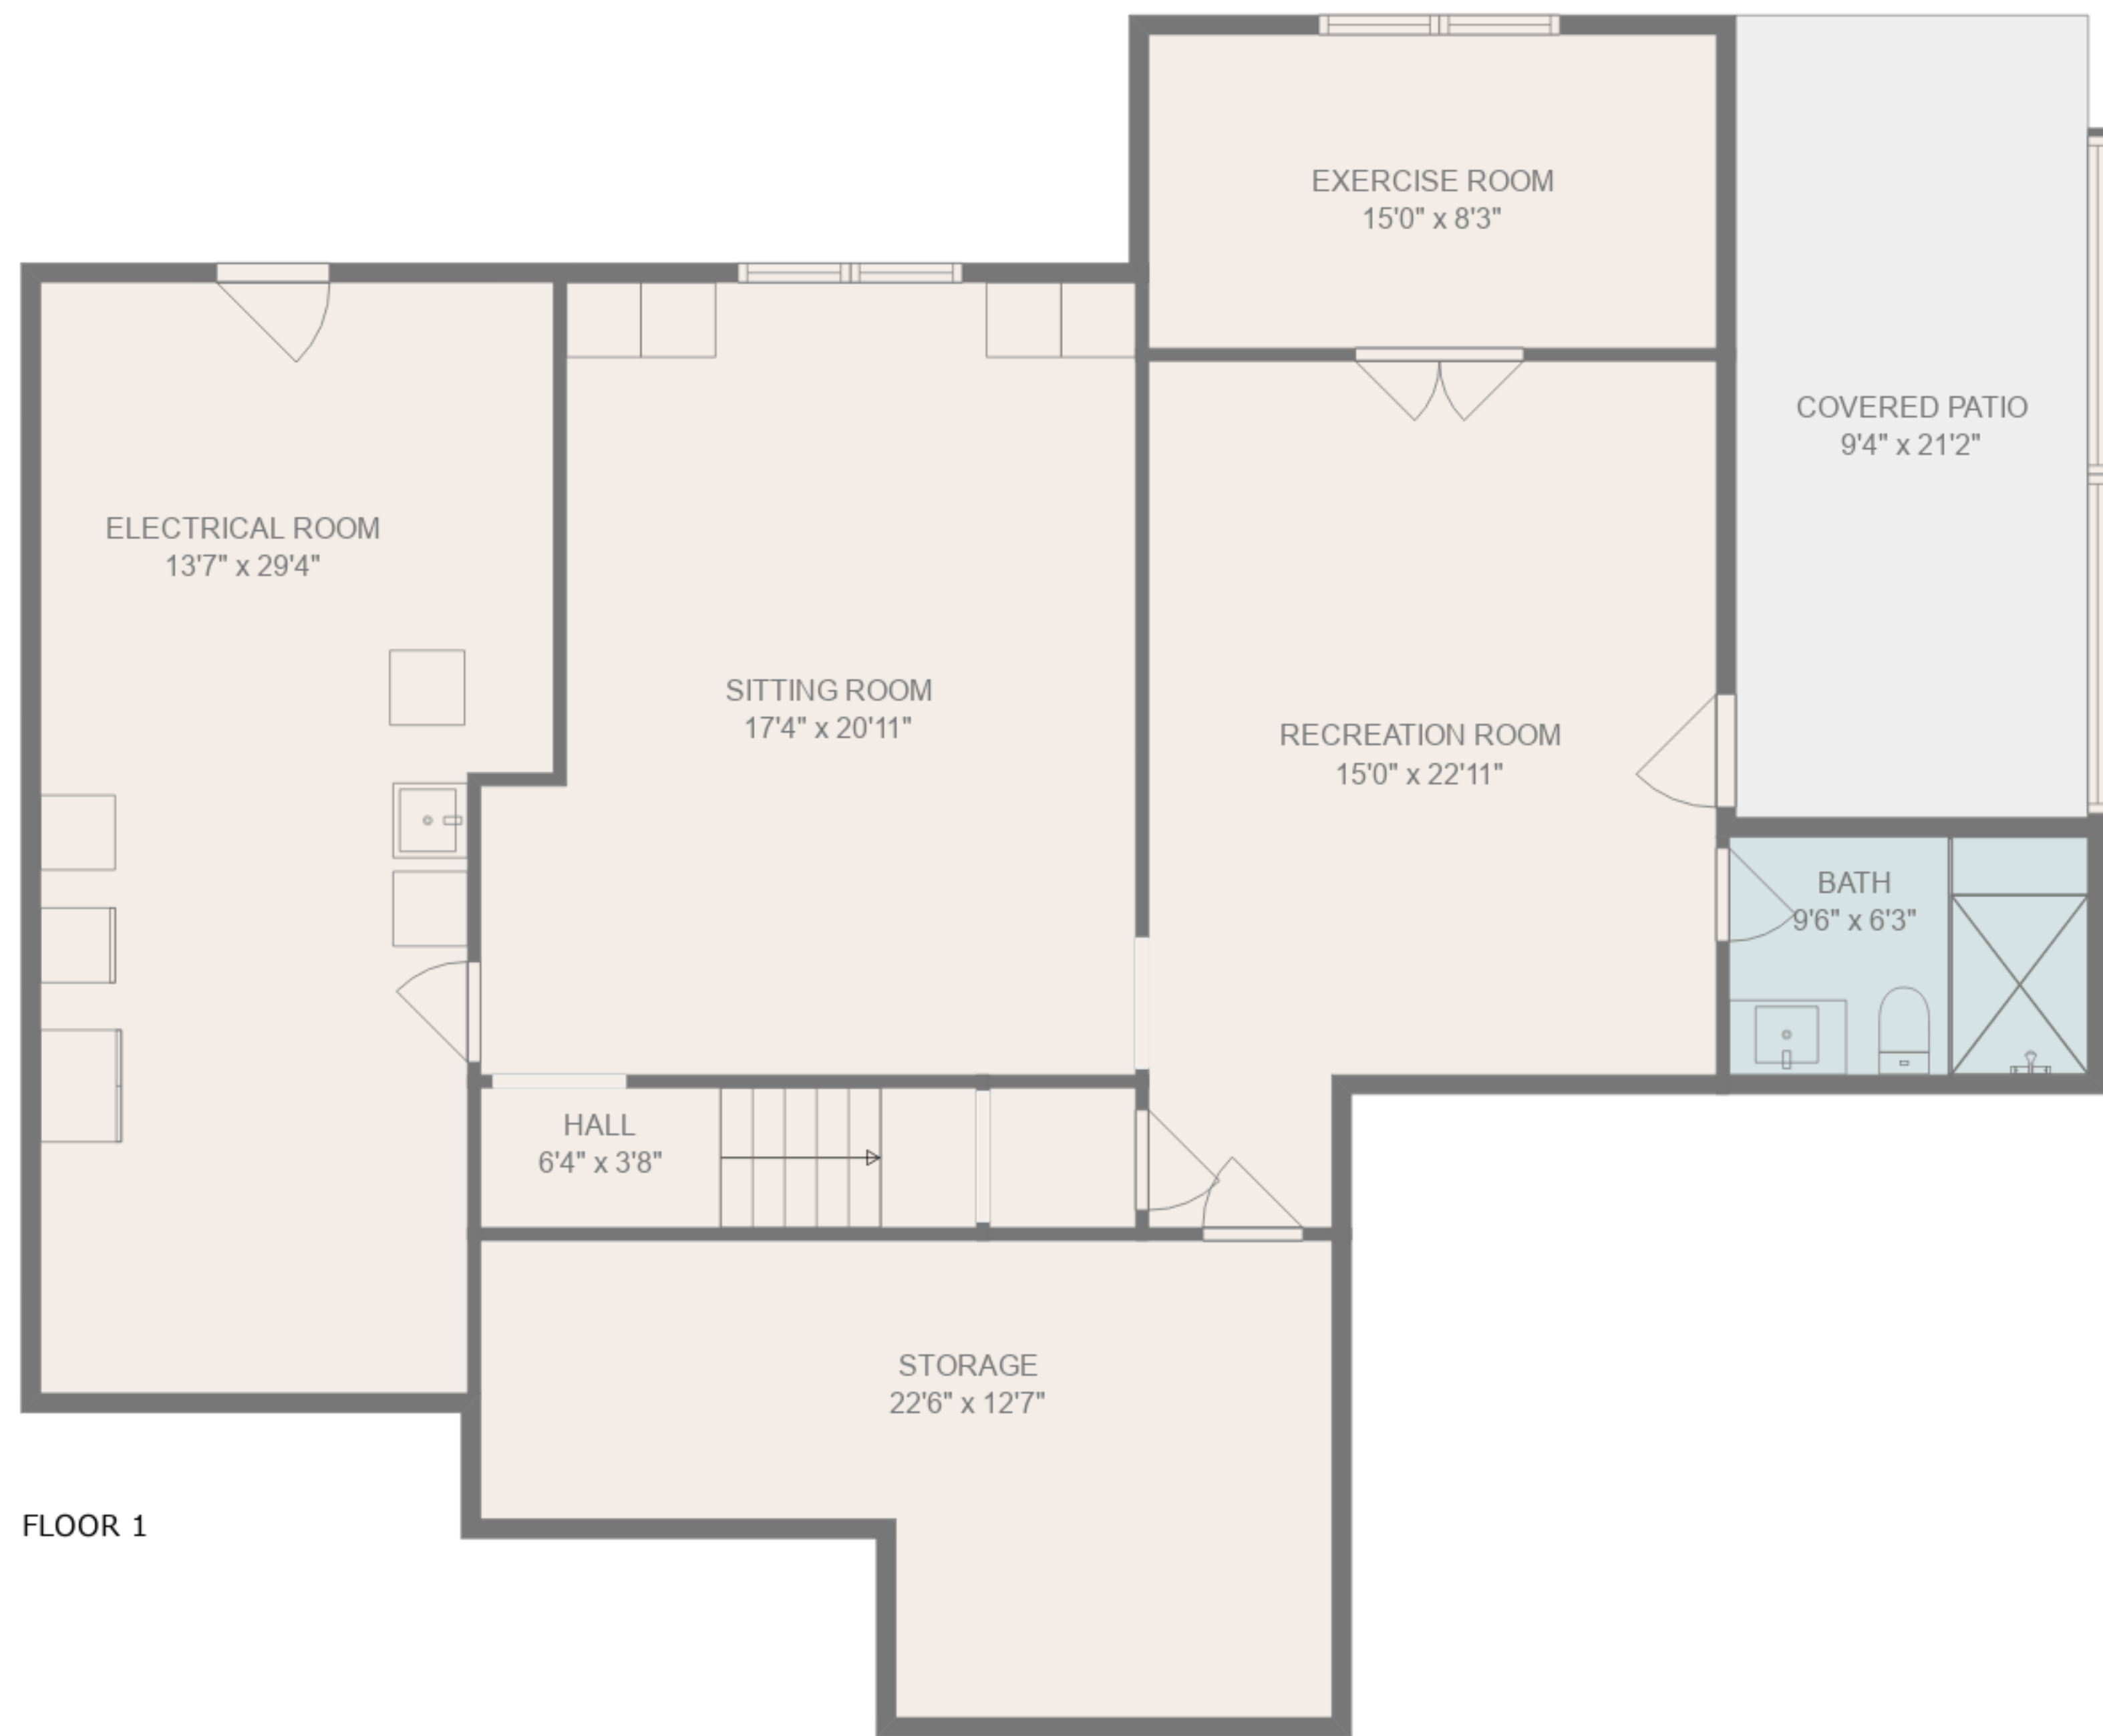 EXERCISE ROOM
15'0" x 8'3"
COVERED PATIO
9'4" x 21'2"
ELECTRICAL ROOM
13'7" x 29'4"
SITTING ROOM
17'4" x 20'11"
RECREATION ROOM
15'0" x 22'11"
BATH
9'6" x 6'3"
HALL
6'4" x 3'8"
STORAGE
22'6" x 12'7"
FLOOR 1